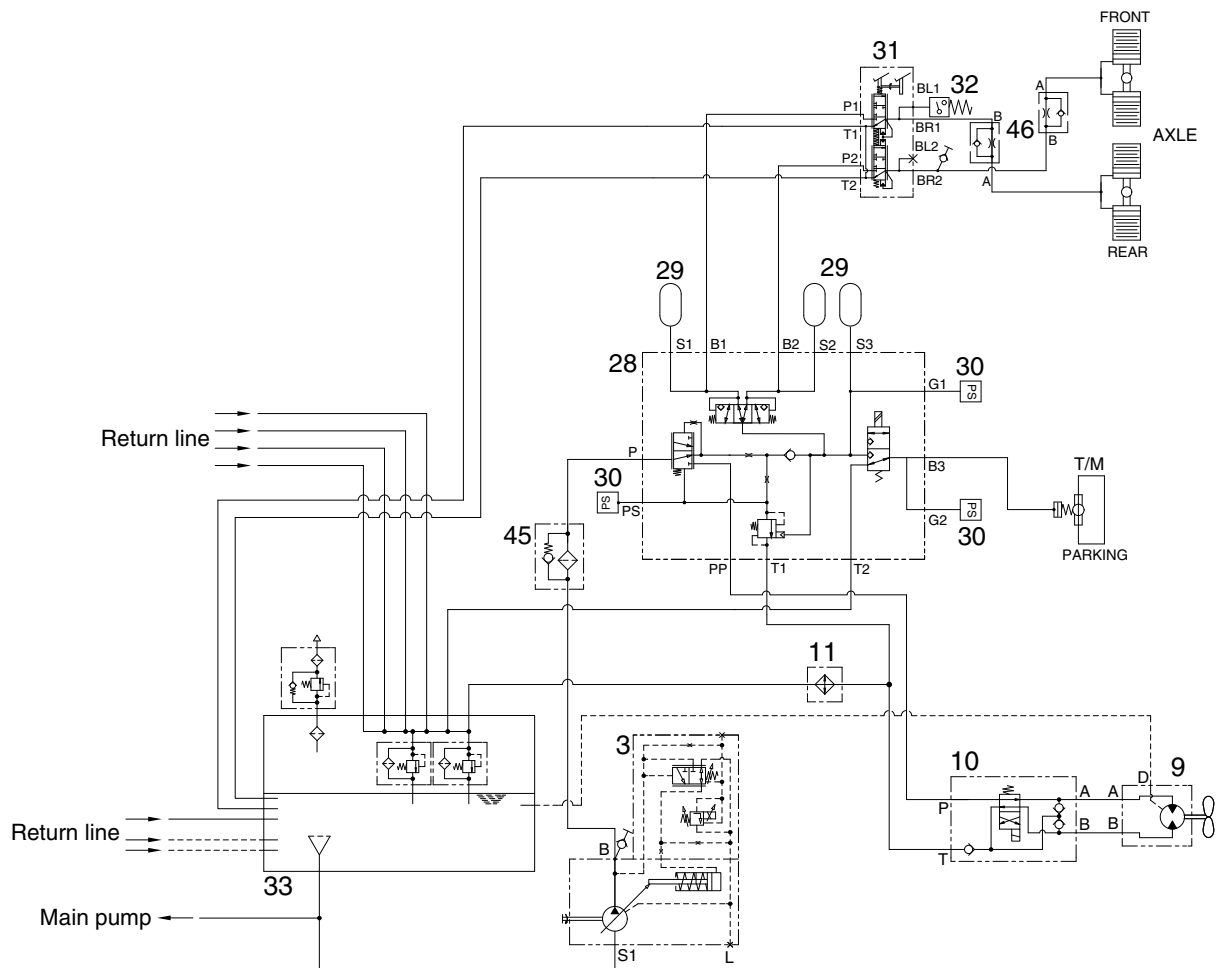 FRONT
31
BL1
32
P1
A
B
BR1
46
T1
B
AXLE
BL2
P2
T2
BR2
A
REAR
29
29
S1
B1
B2
S2
S3
28
30
G1
PS
Return line
P
B3
T/M
30
PS
PS
G2
PS
30
45
PARKING
PP
T1
T2
11
3
10
9
D
P
A
A
B
B
T
Return line
B
33
Main pump
S1
L